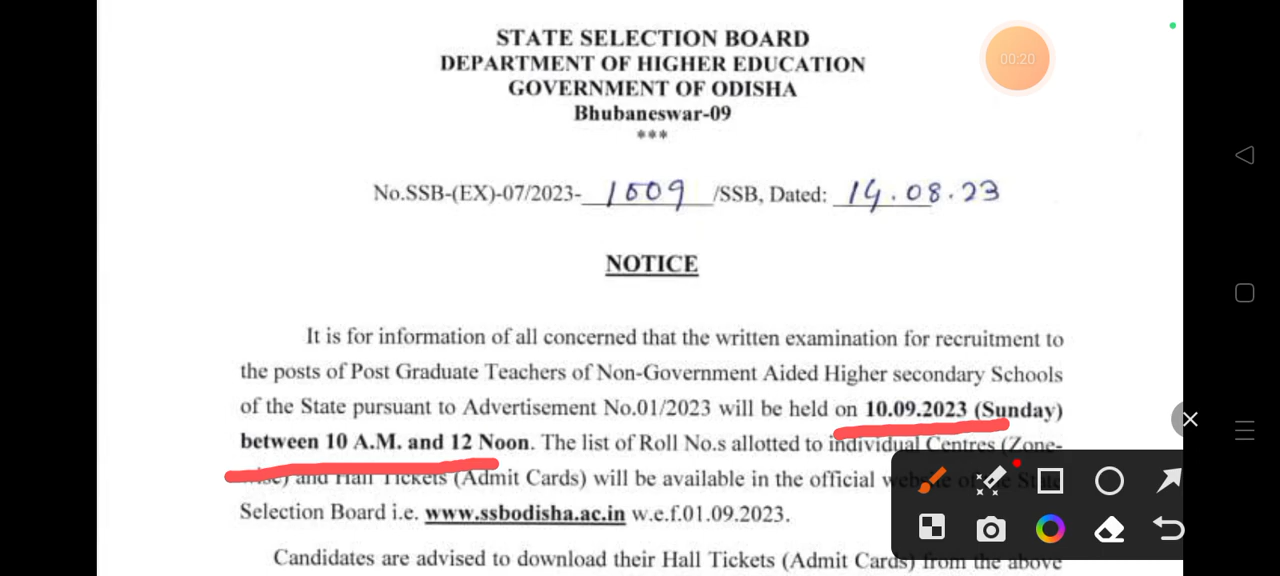 STATE SELECTION BOARD
DEPARTMENT OF HIGHER EDUCATION
GOVERNMENT OF ODISHA
Bhubaneswar-09
***
00:20
No.SSB-(EX)-07/2023- 1509 /SSB, Dated: 14.08.23
NOTICE
It is for information of all concerned that the written examination for recruitment to
the posts of Post Graduate Teachers of Non-Government Aided Higher secondary Schools
of the State pursuant to Advertisement No.01/2023 will be held on 10.09.2023 (Sunday)
between 10 A.M. and 12 Noon. The list of Roll No.s allotted to individual Centres (Zone-
and Hall Tickets (Admit Cards) will be available in the official
Selection Board i.e. www.ssbodisha.ac.in w.e.f.01.09.2023.
Candidates are advised to download their Hall Tickets (Admit Cards) from the above